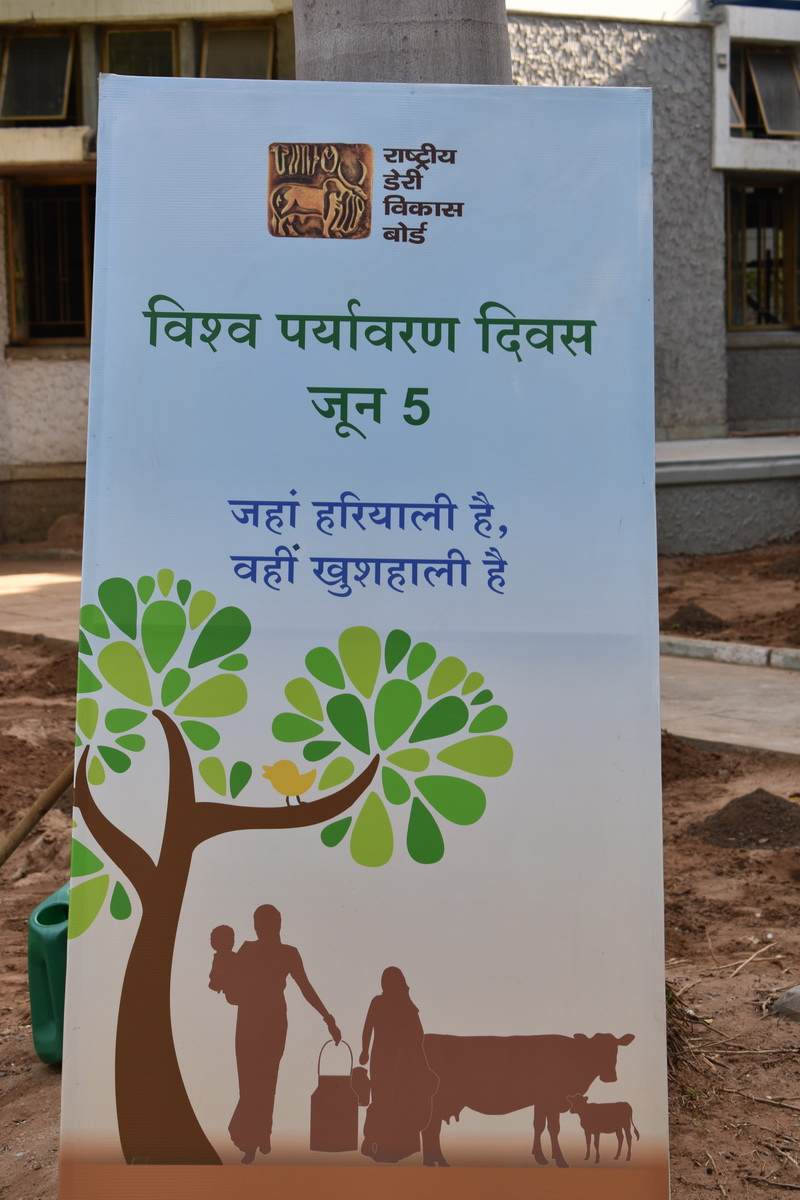 राष्ट्रीय
डेरी
विकास
बोर्ड
विश्व पर्यावरण दिवस
जून 5
जहां हरियाली है,
वहीं खुशहाली है